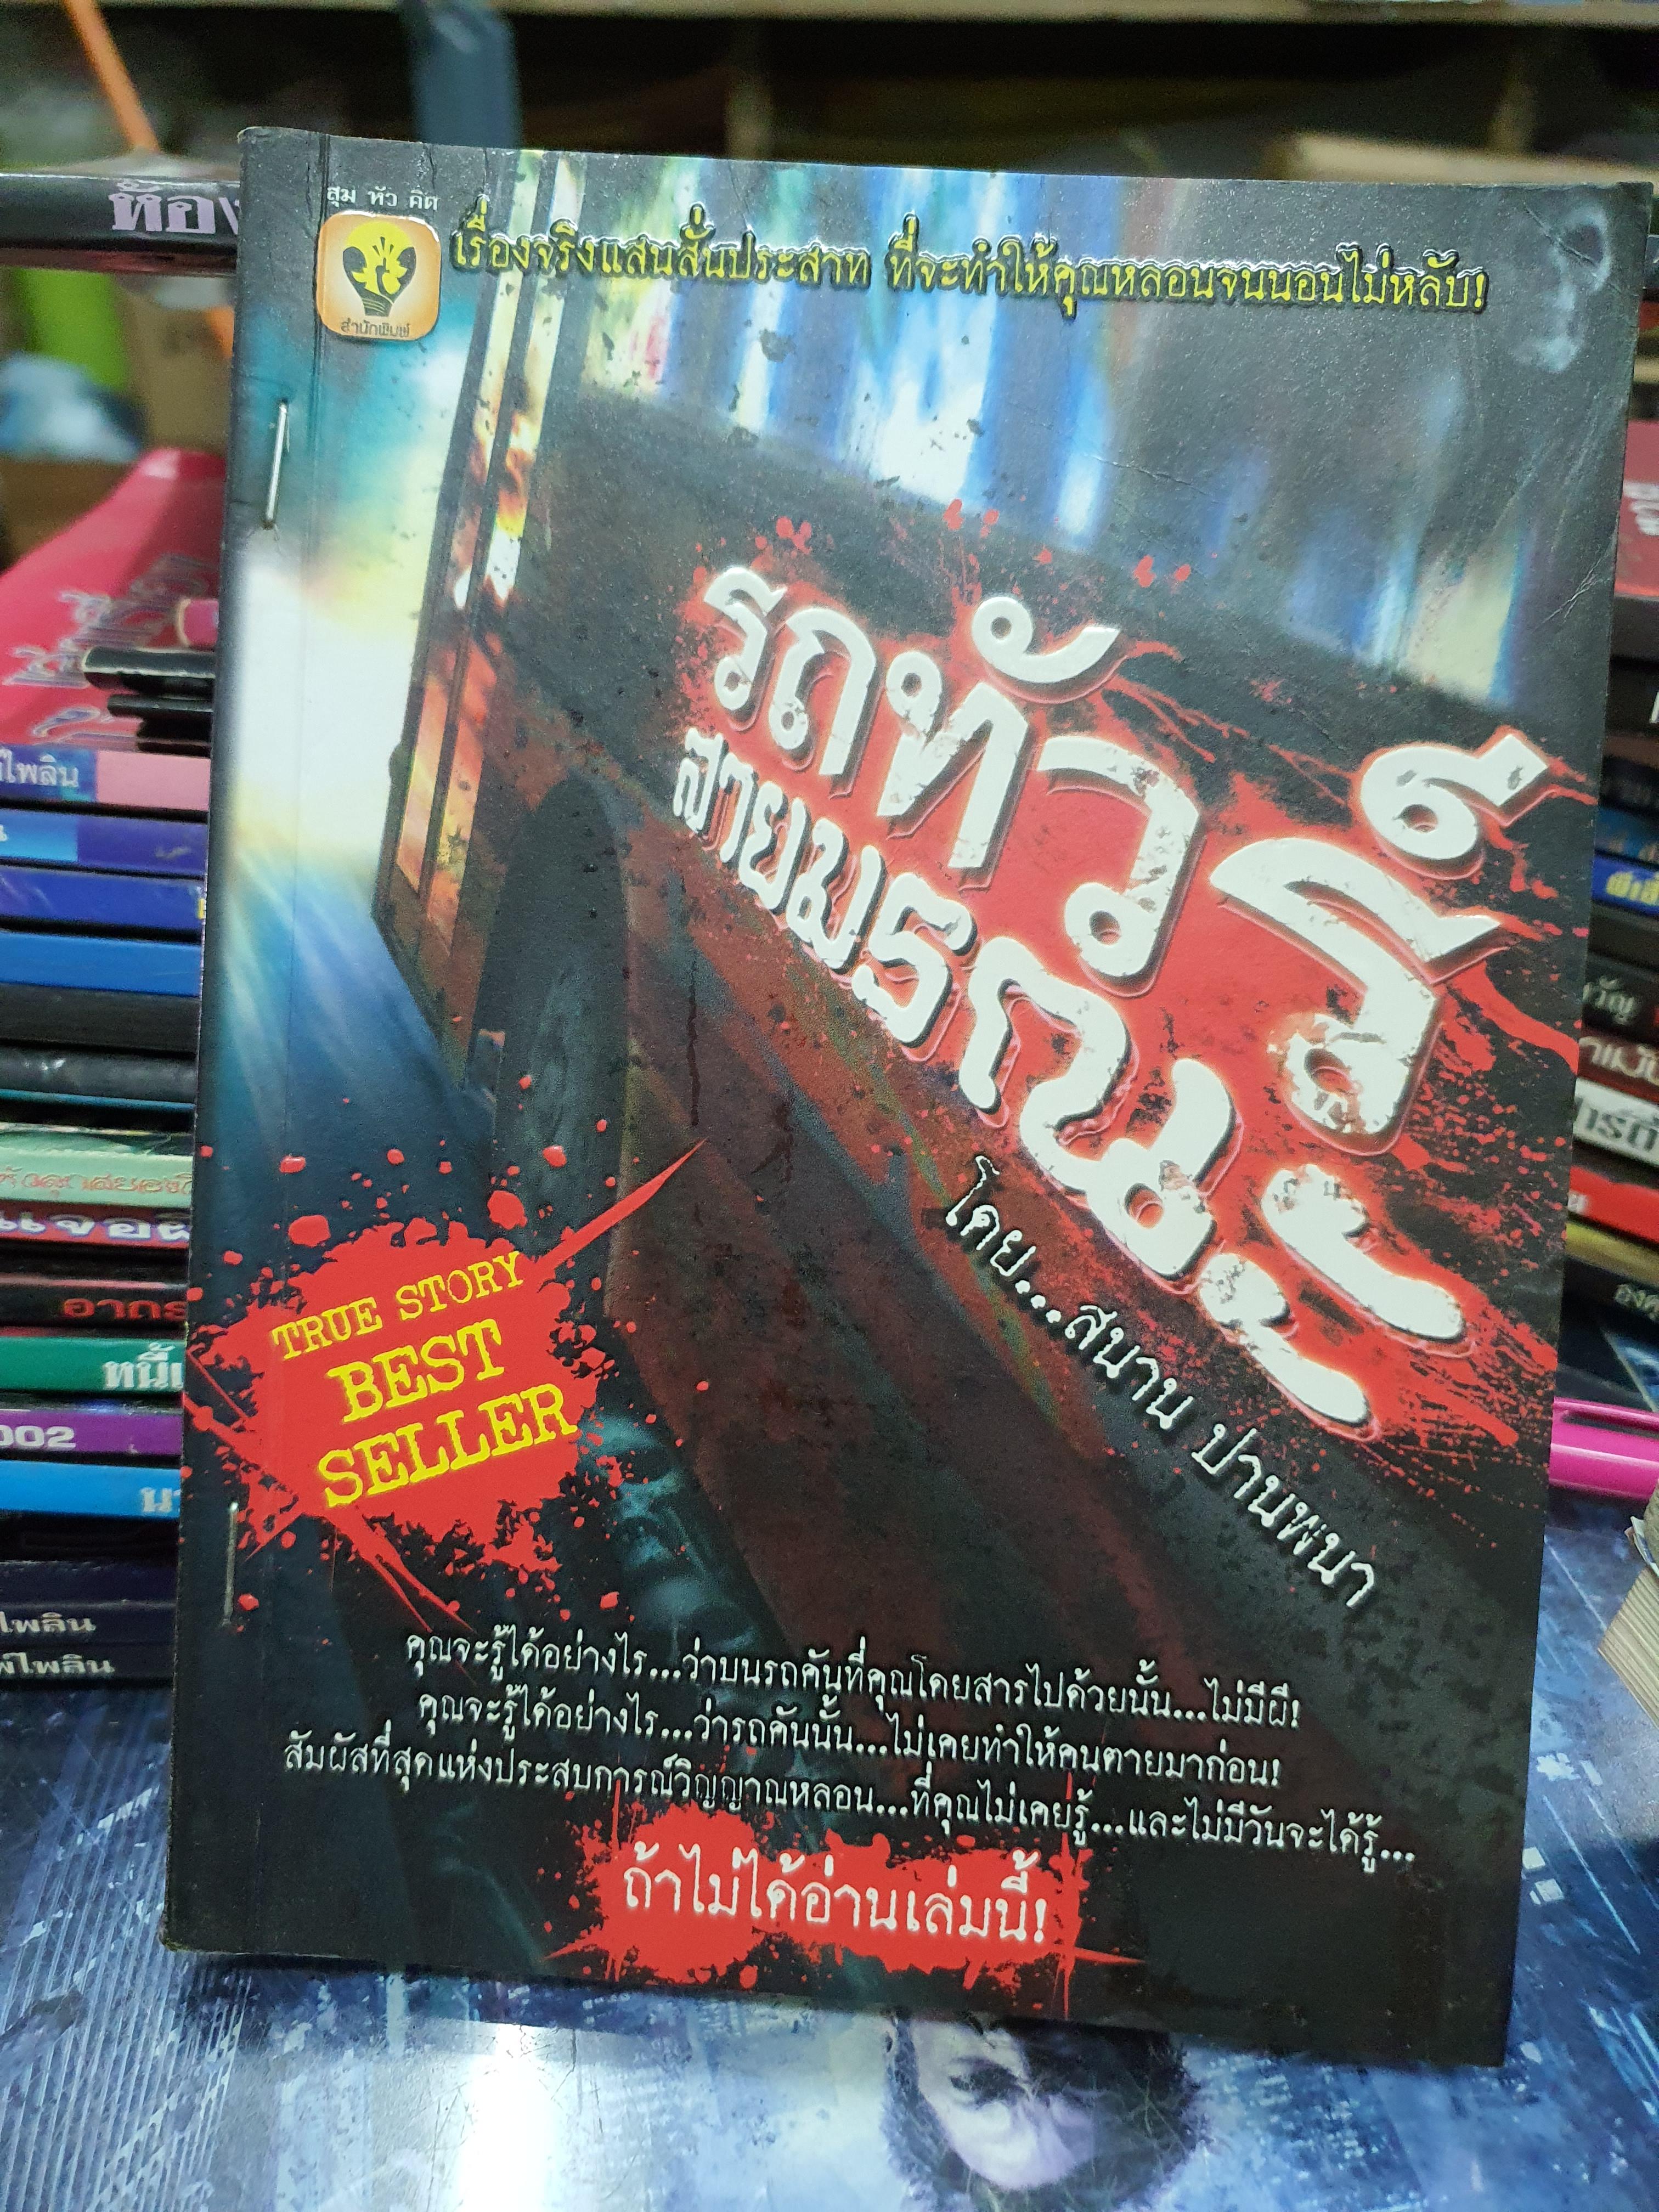 สุม หัว คิด
สำนักพิมพ์
เรื่องจริงแสนสั่นประสาท ที่จะทำให้คุณหลอนจนนอนไม่หลับ!
รถทัวร์
สายมรณะ
โดย...สนาน ปานพนา
TRUE STORY
BEST
SELLER
คุณจะรู้ได้อย่างไร...ว่าบนรถคันที่คุณโดยสารไปด้วยนั้น...ไม่มีผี!
คุณจะรู้ได้อย่างไร...ว่ารถคันนั้น...ไม่เคยทำให้คนตายมาก่อน!
สัมผัสที่สุดแห่งประสบการณ์วิญญาณหลอน...ที่คุณไม่เคยรู้...และไม่มีวันจะได้รู้...
ถ้าไม่ได้อ่านเล่มนี้!
ไพลิน
อาถร
002
ไพลิน
พ์ไพลิน